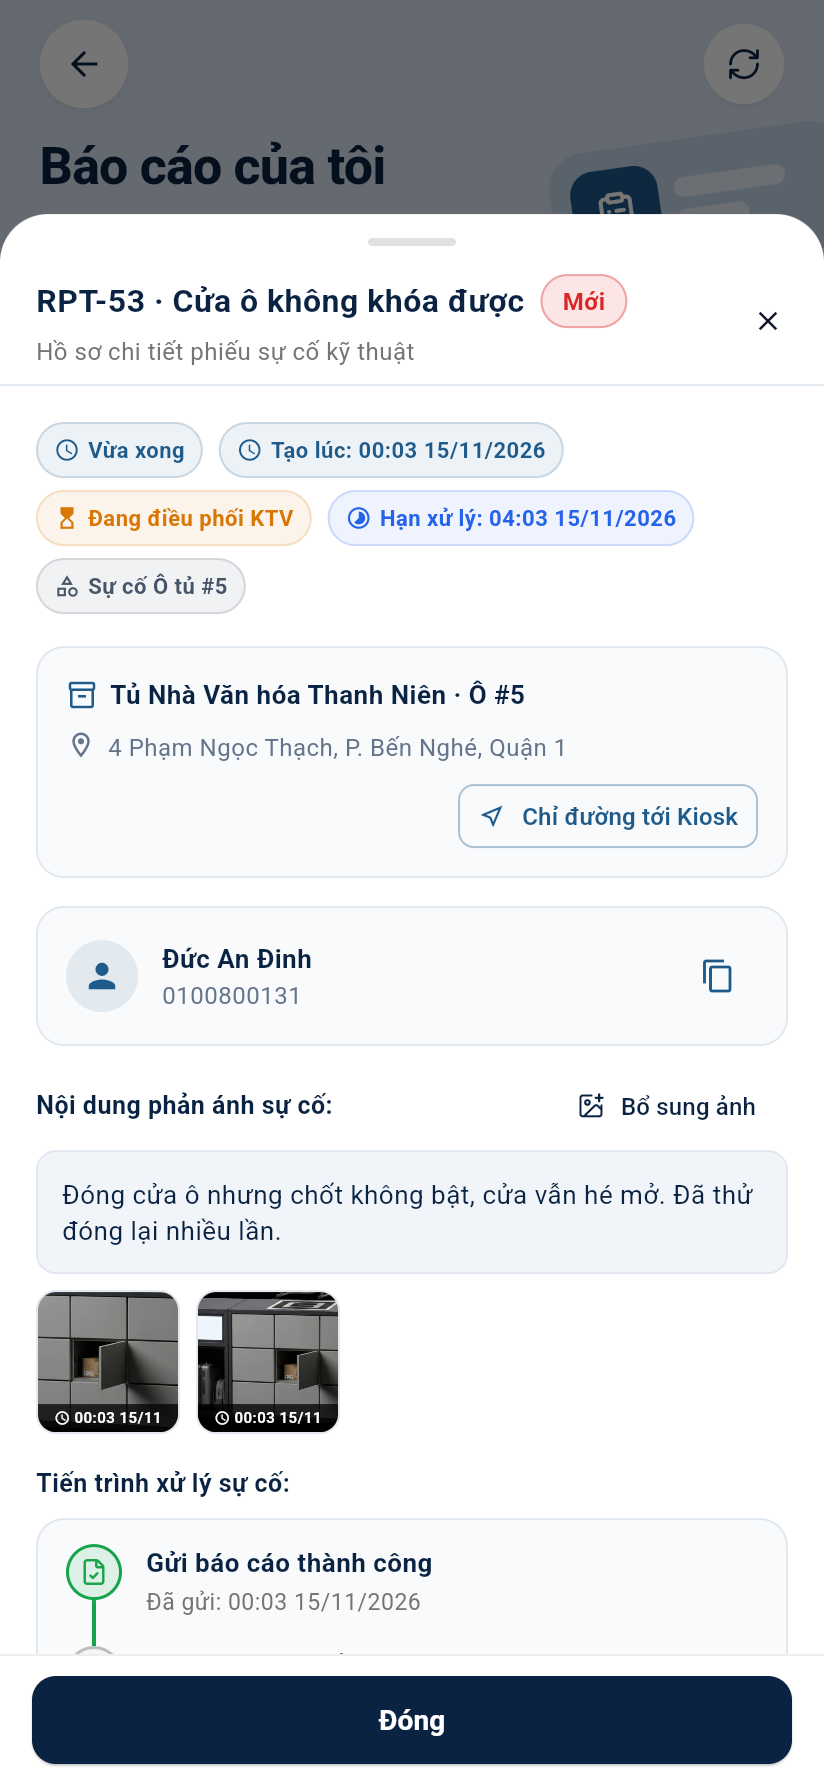 Báo cáo của tôi
RPT-53 · Cửa ô không khóa được
Mới
Hồ sơ chi tiết phiếu sự cố kỹ thuật
Vừa xong
Tạo lúc: 00:03 15/11/2026
Đang điều phối KTV
Hạn xử lý: 04:03 15/11/2026
Sự cố Ô tủ #5
Tủ Nhà Văn hóa Thanh Niên · Ô #5
4 Phạm Ngọc Thạch, P. Bến Nghé, Quận 1
Chỉ đường tới Kiosk
Đức An Đinh
0100800131
Nội dung phản ánh sự cố:
Bổ sung ảnh
Đóng cửa ô nhưng chốt không bật, cửa vẫn hé mở. Đã thử
đóng lại nhiều lần.
00:03 15/11
00:03 15/11
Tiến trình xử lý sự cố:
Gửi báo cáo thành công
Đã gửi: 00:03 15/11/2026
Đóng